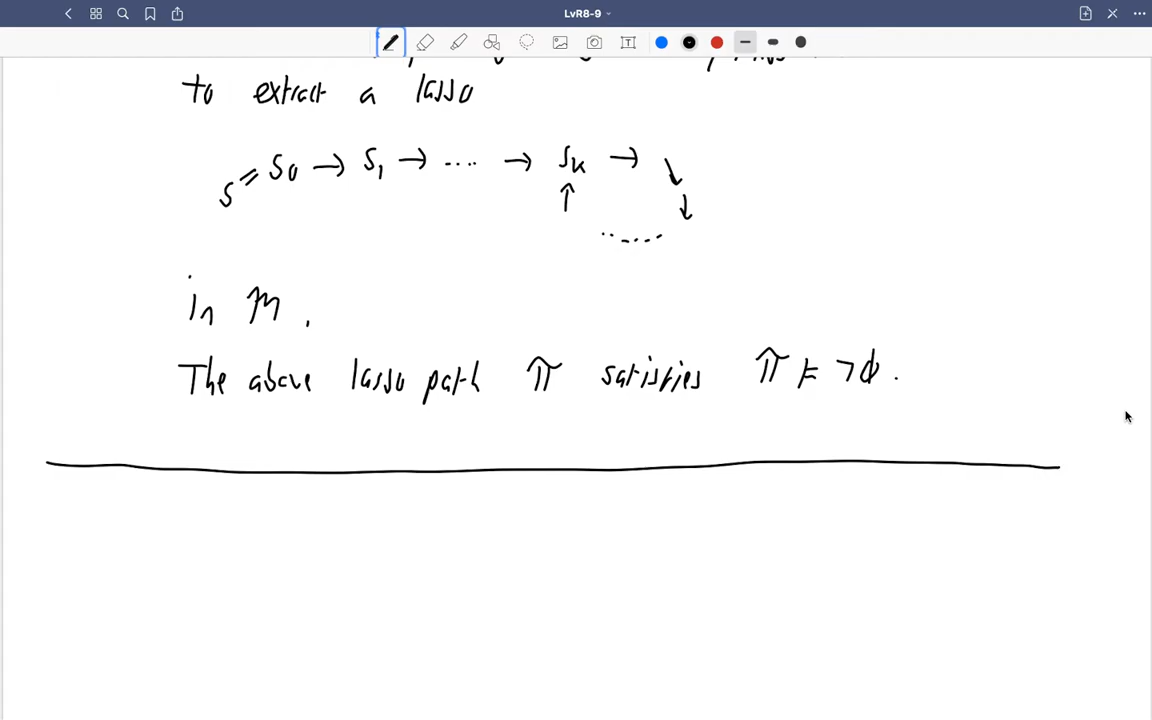 LvR8-9
to extract a lasso
s = s₀ → s₁ → .... → sₖ →
in M.
The above lasso path π satisfies π ⊨ ¬ϕ.